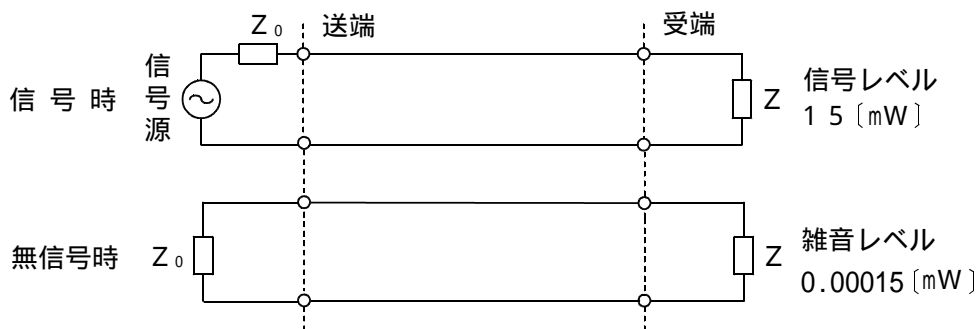 Z₀ 送端 受端
信号時
信号源
Z
信号レベル
15〔mW〕
無信号時
Z₀
Z
雑音レベル
0.00015〔mW〕